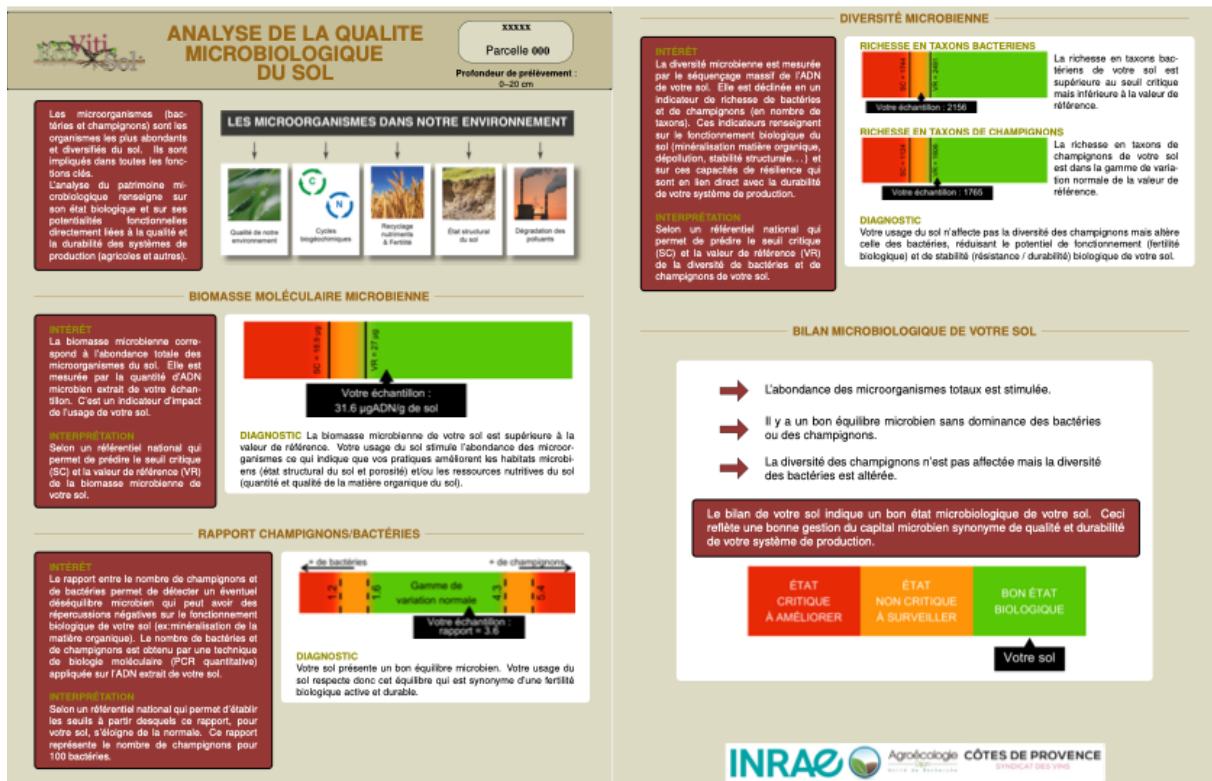 Viti
Eco Sol
ANALYSE DE LA QUALITE
MICROBIOLOGIQUE
DU SOL
xxxxx
Parcelle 000
Profondeur de prélèvement :
0–20 cm
Les microorganismes (bac-
téries et champignons) sont les
organismes les plus abondants
et diversifiés du sol. Ils sont
impliqués dans toutes les fonc-
tions clés.
L'analyse du patrimoine mi-
crobiologique renseigne sur
son état biologique et sur ses
potentialités fonctionnelles
directement liées à la qualité et
la durabilité des systèmes de
production (agricoles et autres).
LES MICROORGANISMES DANS NOTRE ENVIRONNEMENT
C
N
Qualité de notre
environnement
Cycles
biogéochimiques
Recyclage
nutriments
& Fertilité
État structural
du sol
Dégradation des
polluants
BIOMASSE MOLÉCULAIRE MICROBIENNE
INTÉRÊT
La biomasse microbienne corre-
spond à l'abondance totale des
microorganismes du sol. Elle est
mesurée par la quantité d'ADN
microbien extrait de votre échan-
tillon. C'est un indicateur d'impact
de l'usage de votre sol.
INTERPRÉTATION
Selon un référentiel national qui
permet de prédire le seuil critique
(SC) et la valeur de référence (VR)
de la biomasse microbienne de
votre sol.
VR = 27 µg
Votre échantillon :
31.6 µgADN/g de sol
DIAGNOSTIC La biomasse microbienne de votre sol est supérieure à la
valeur de référence. Votre usage du sol stimule l'abondance des microor-
ganismes ce qui indique que vos pratiques améliorent les habitats microbi-
ens (état structural du sol et porosité) et/ou les ressources nutritives du sol
(quantité et qualité de la matière organique du sol).
RAPPORT CHAMPIGNONS/BACTÉRIES
INTÉRÊT
Le rapport entre le nombre de champignons et
de bactéries permet de détecter un éventuel
déséquilibre microbien qui peut avoir des
répercussions négatives sur le fonctionnement
biologique de votre sol (ex:minéralisation de la
matière organique). Le nombre de bactéries et
de champignons est obtenu par une technique
de biologie moléculaire (PCR quantitative)
appliquée sur l'ADN extrait de votre sol.
INTERPRÉTATION
Selon un référentiel national qui permet d'établir
les seuils à partir desquels ce rapport, pour
votre sol, s'éloigne de la normale. Ce rapport
représente le nombre de champignons pour
100 bactéries.
+ de bactéries
+ de champignons
1.2
1.6
Gamme de
variation normale
4.3
5.4
Votre échantillon :
rapport = 3.6
DIAGNOSTIC
Votre sol présente un bon équilibre microbien. Votre usage du
sol respecte donc cet équilibre qui est synonyme d'une fertilité
biologique active et durable.
DIVERSITÉ MICROBIENNE
INTÉRÊT
La diversité microbienne est mesurée
par le séquençage massif de l'ADN
de votre sol. Elle est déclinée en un
indicateur de richesse de bactéries
et de champignons (en nombre de
taxons). Ces indicateurs renseignent
sur le fonctionnement biologique du
sol (minéralisation matière organique,
dépollution, stabilité structurale...) et
sur ces capacités de résilience qui
sont en lien direct avec la durabilité
de votre système de production.
INTERPRÉTATION
Selon un référentiel national qui
permet de prédire le seuil critique
(SC) et la valeur de référence (VR)
de la diversité de bactéries et de
champignons de votre sol.
RICHESSE EN TAXONS BACTERIENS
SC = 1744
VR = 2491
Votre échantillon : 2156
La richesse en taxons bac-
tériens de votre sol est
supérieure au seuil critique
mais inférieure à la valeur de
référence.
RICHESSE EN TAXONS DE CHAMPIGNONS
SC = 1124
Votre échantillon : 1765
La richesse en taxons de
champignons de votre sol
est dans la gamme de varia-
tion normale de la valeur de
référence.
DIAGNOSTIC
Votre usage du sol n'affecte pas la diversité des champignons mais altère
celle des bactéries, réduisant le potentiel de fonctionnement (fertilité
biologique) et de stabilité (résistance / durabilité) biologique de votre sol.
BILAN MICROBIOLOGIQUE DE VOTRE SOL
L'abondance des microorganismes totaux est stimulée.
Il y a un bon équilibre microbien sans dominance des bactéries
ou des champignons.
La diversité des champignons n'est pas affectée mais la diversité
des bactéries est altérée.
Le bilan de votre sol indique un bon état microbiologique de votre sol. Ceci
reflète une bonne gestion du capital microbien synonyme de qualité et durabilité
de votre système de production.
ÉTAT
CRITIQUE
À AMÉLIORER
ÉTAT
NON CRITIQUE
À SURVEILLER
BON ÉTAT
BIOLOGIQUE
Votre sol
INRAE
Agroécologie
Dijon
Unité de Recherche
CÔTES DE PROVENCE
SYNDICAT DES VINS